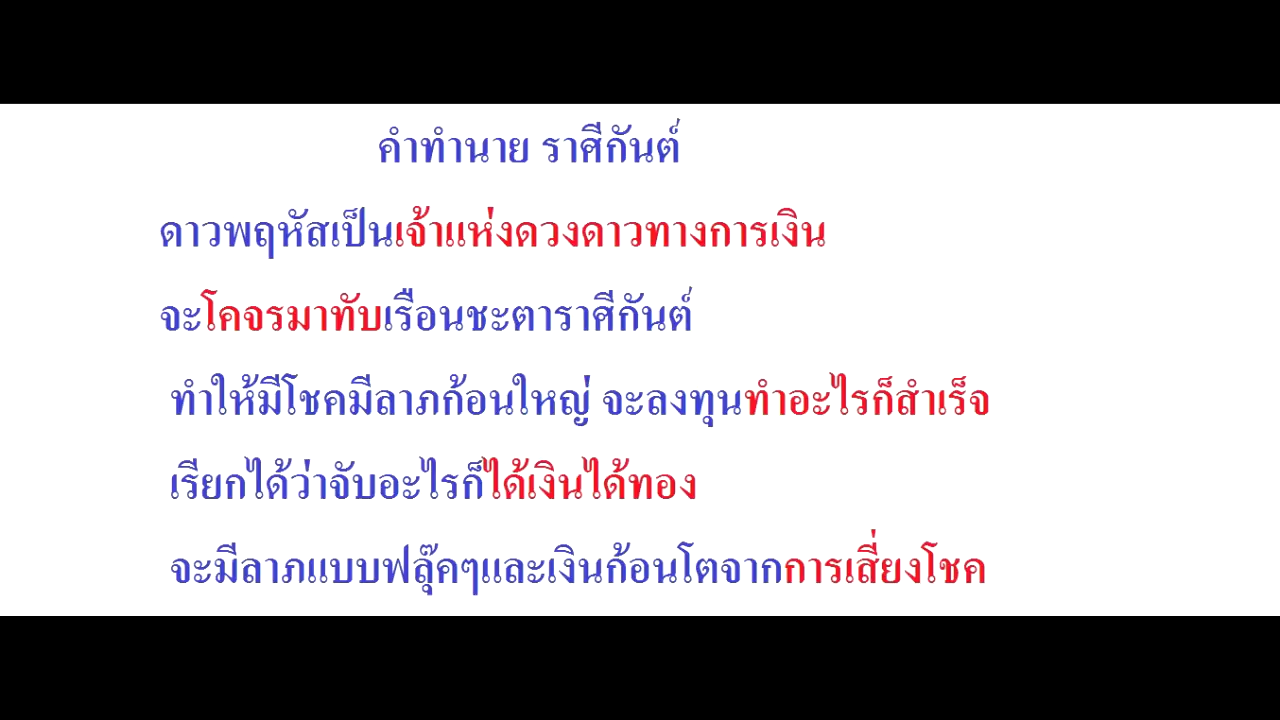 คำทำนาย ราศีกันต์
ดาวพฤหัสเป็นเจ้าแห่งดวงดาวทางการเงิน
จะโคจรมาทับเรือนชะตาราศีกันต์
ทำให้มีโชคมีลาภก้อนใหญ่ จะลงทุนทำอะไรก็สำเร็จ
เรียกได้ว่าจับอะไรก็ได้เงินได้ทอง
จะมีลาภแบบฟลุ๊คๆและเงินก้อนโตจากการเสี่ยงโชค